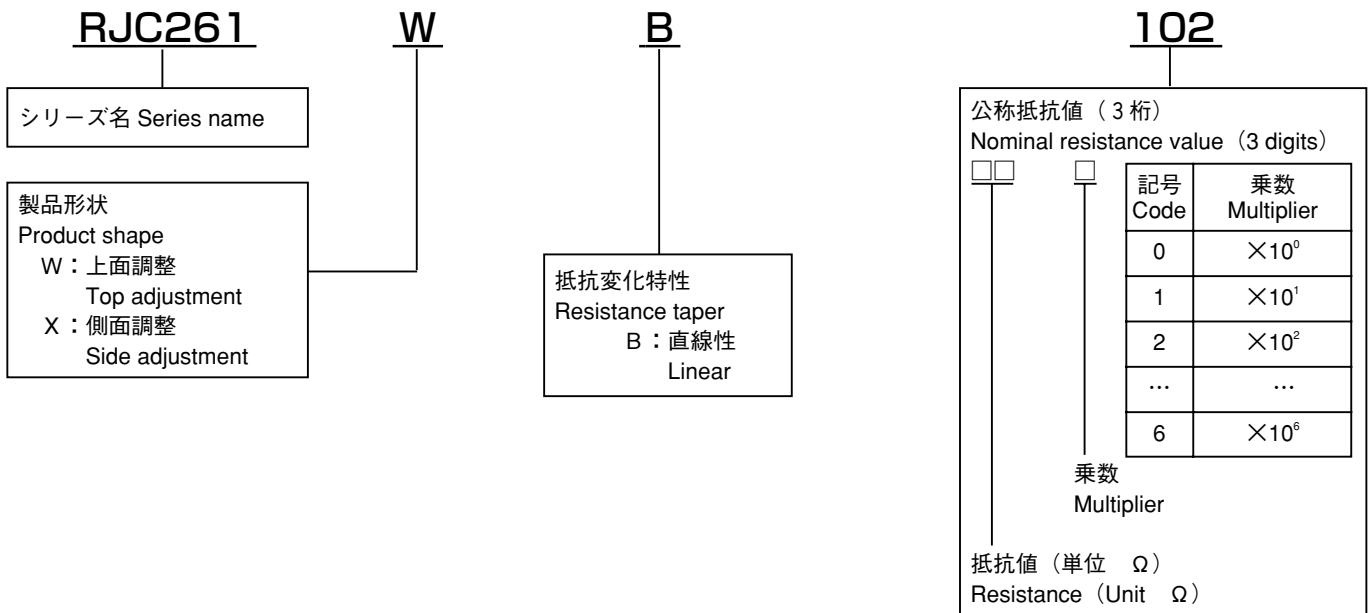 RJC261 W B 102
シリーズ名 Series name
製品形状
Product shape
W：上面調整
Top adjustment
X：側面調整
Side adjustment
抵抗変化特性
Resistance taper
B：直線性
Linear
公称抵抗値（3桁）
Nominal resistance value（3 digits）
□□ □
記号 乗数
Code Multiplier
0 ×10⁰
1 ×10¹
2 ×10²
… …
6 ×10⁶
乗数
Multiplier
抵抗値（単位 Ω）
Resistance（Unit Ω）